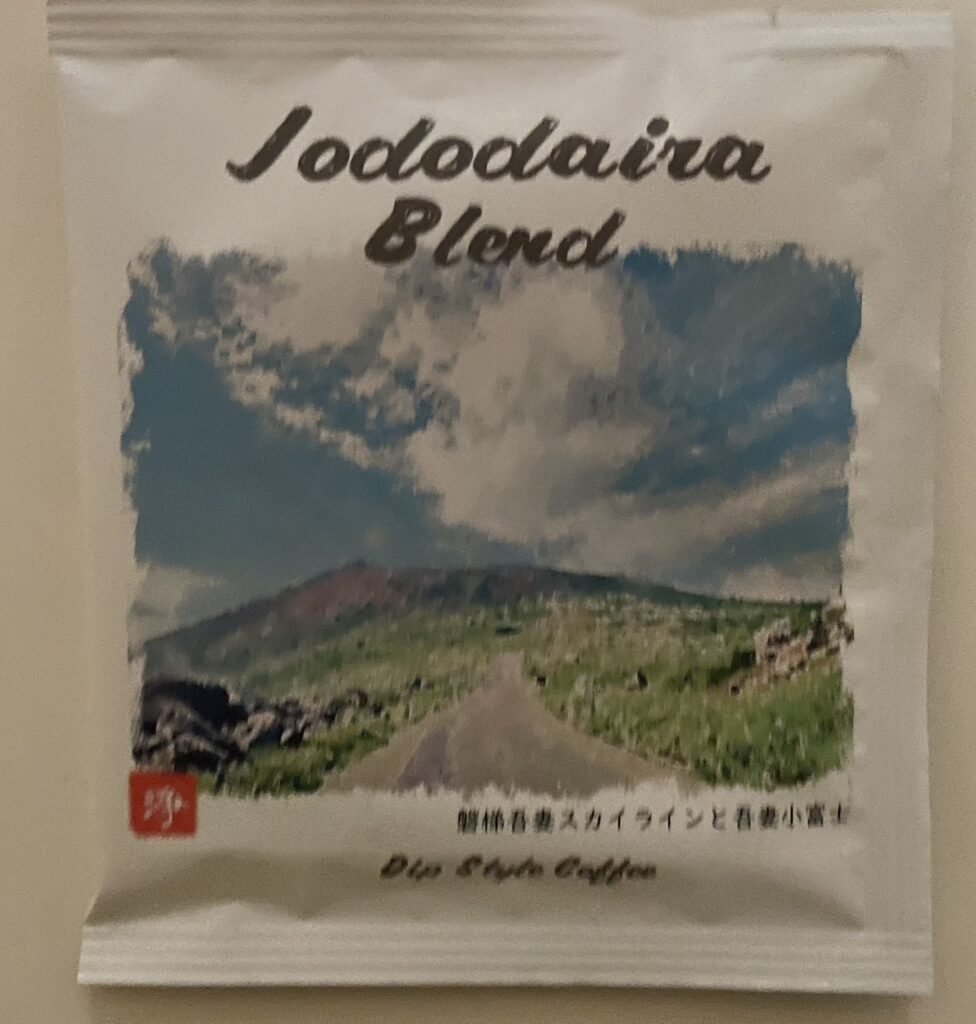 Jododaira
Blend
浄
磐梯吾妻スカイラインと吾妻小富士
Dip Style Coffee